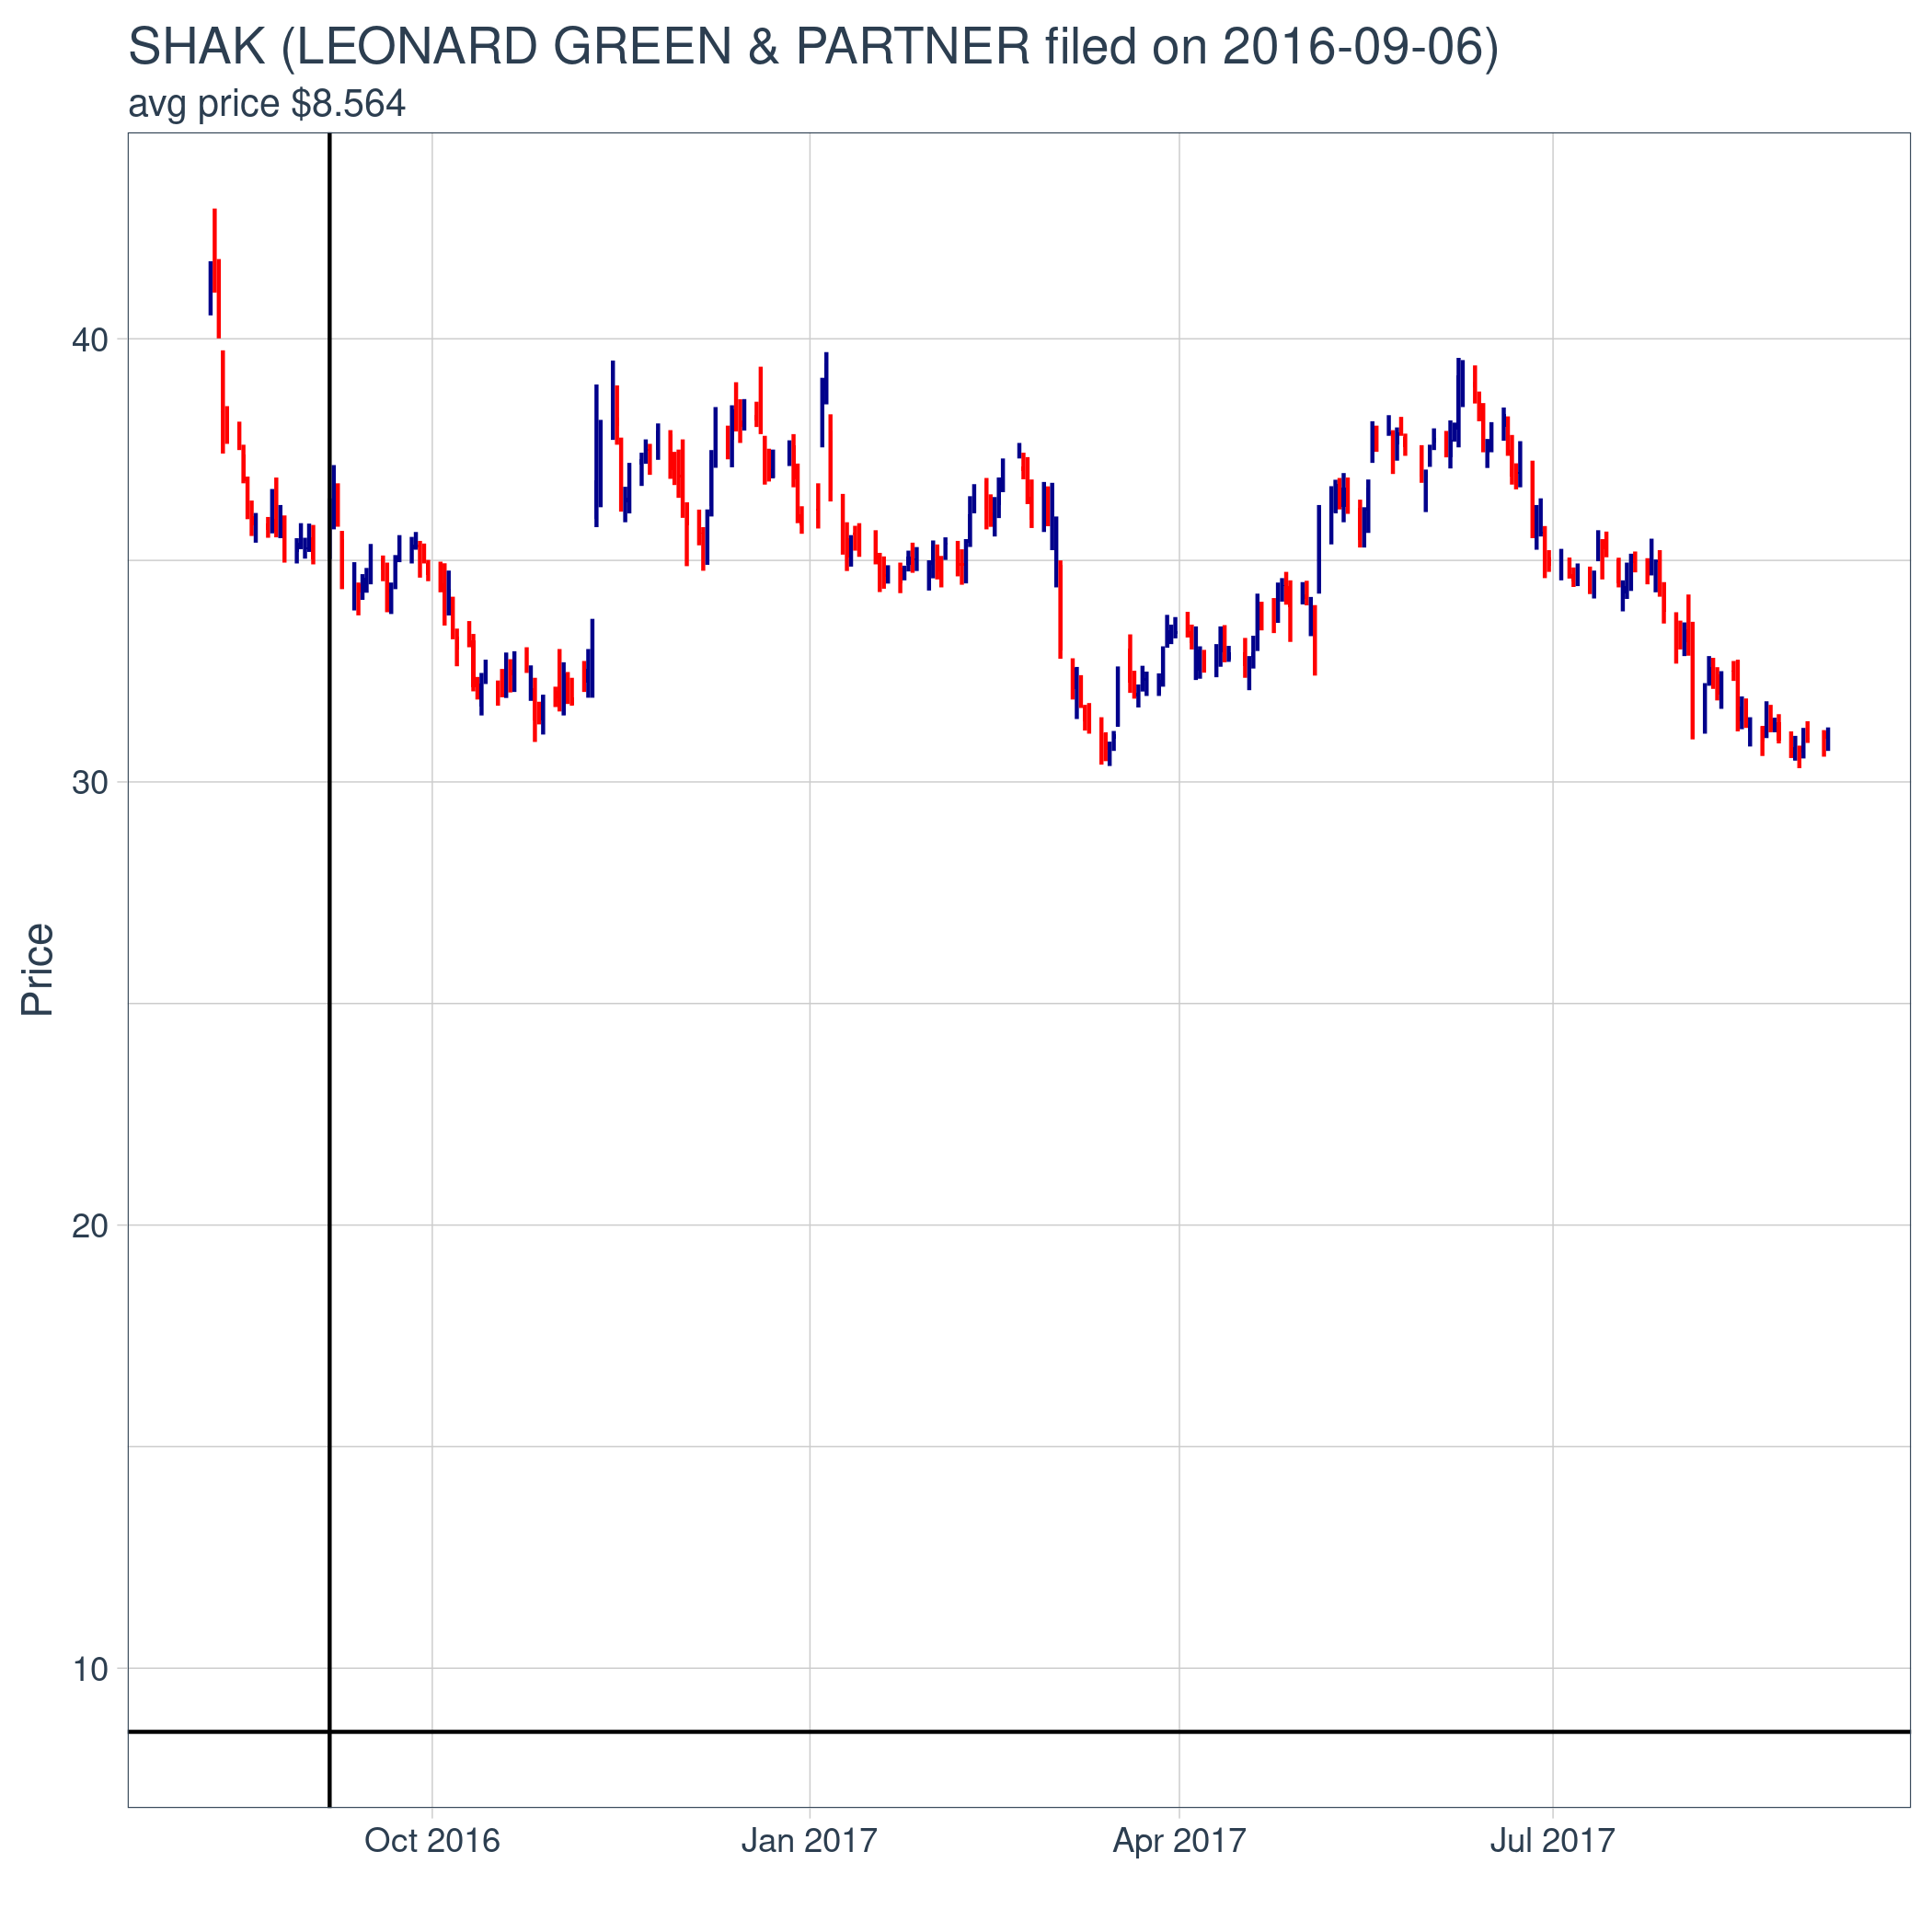 SHAK (LEONARD GREEN & PARTNER filed on 2016-09-06)
avg price $8.564
40
30
20
10
Price
Oct 2016
Jan 2017
Apr 2017
Jul 2017